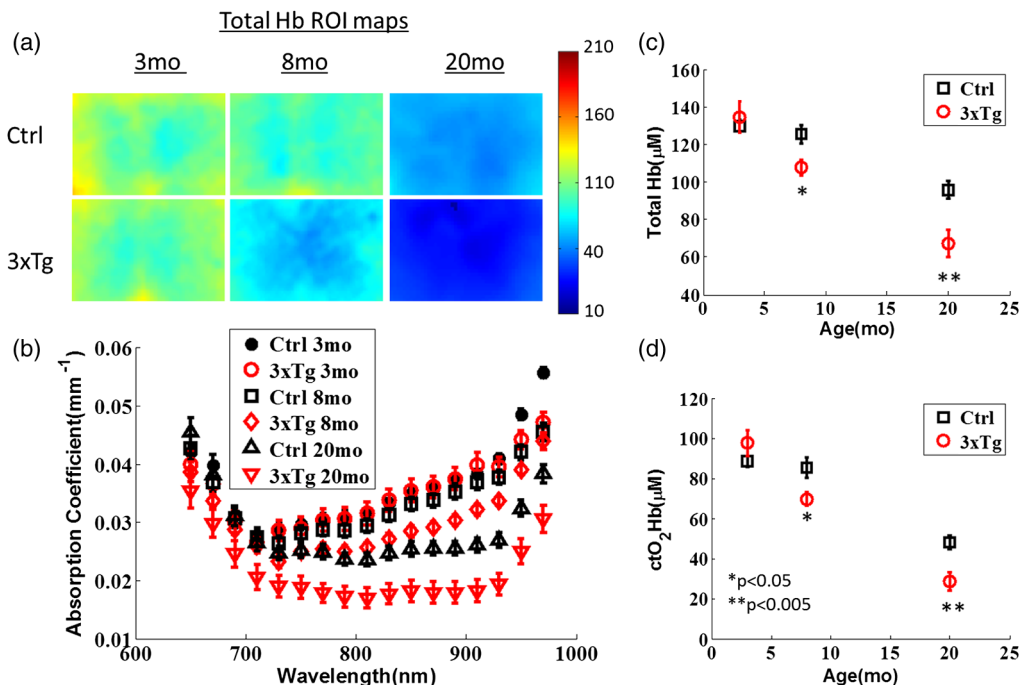 (a)
Total Hb ROI maps
3mo 8mo 20mo
Ctrl
3xTg
210
160
110
60
40
10
(b)
Absorption Coefficient(mm⁻¹)
0.06
0.05
0.04
0.03
0.02
0.01
600 700 800 900 1000
Wavelength(nm)
Ctrl 3mo
3xTg 3mo
Ctrl 8mo
3xTg 8mo
Ctrl 20mo
3xTg 20mo
(c)
Total Hb(μM)
160
140
120
100
80
60
40
0 5 10 15 20 25
Age(mo)
Ctrl
3xTg
*
**
(d)
ctO₂Hb(μM)
120
100
80
60
40
20
0
0 5 10 15 20 25
Age(mo)
Ctrl
3xTg
*
**
*p<0.05
**p<0.005